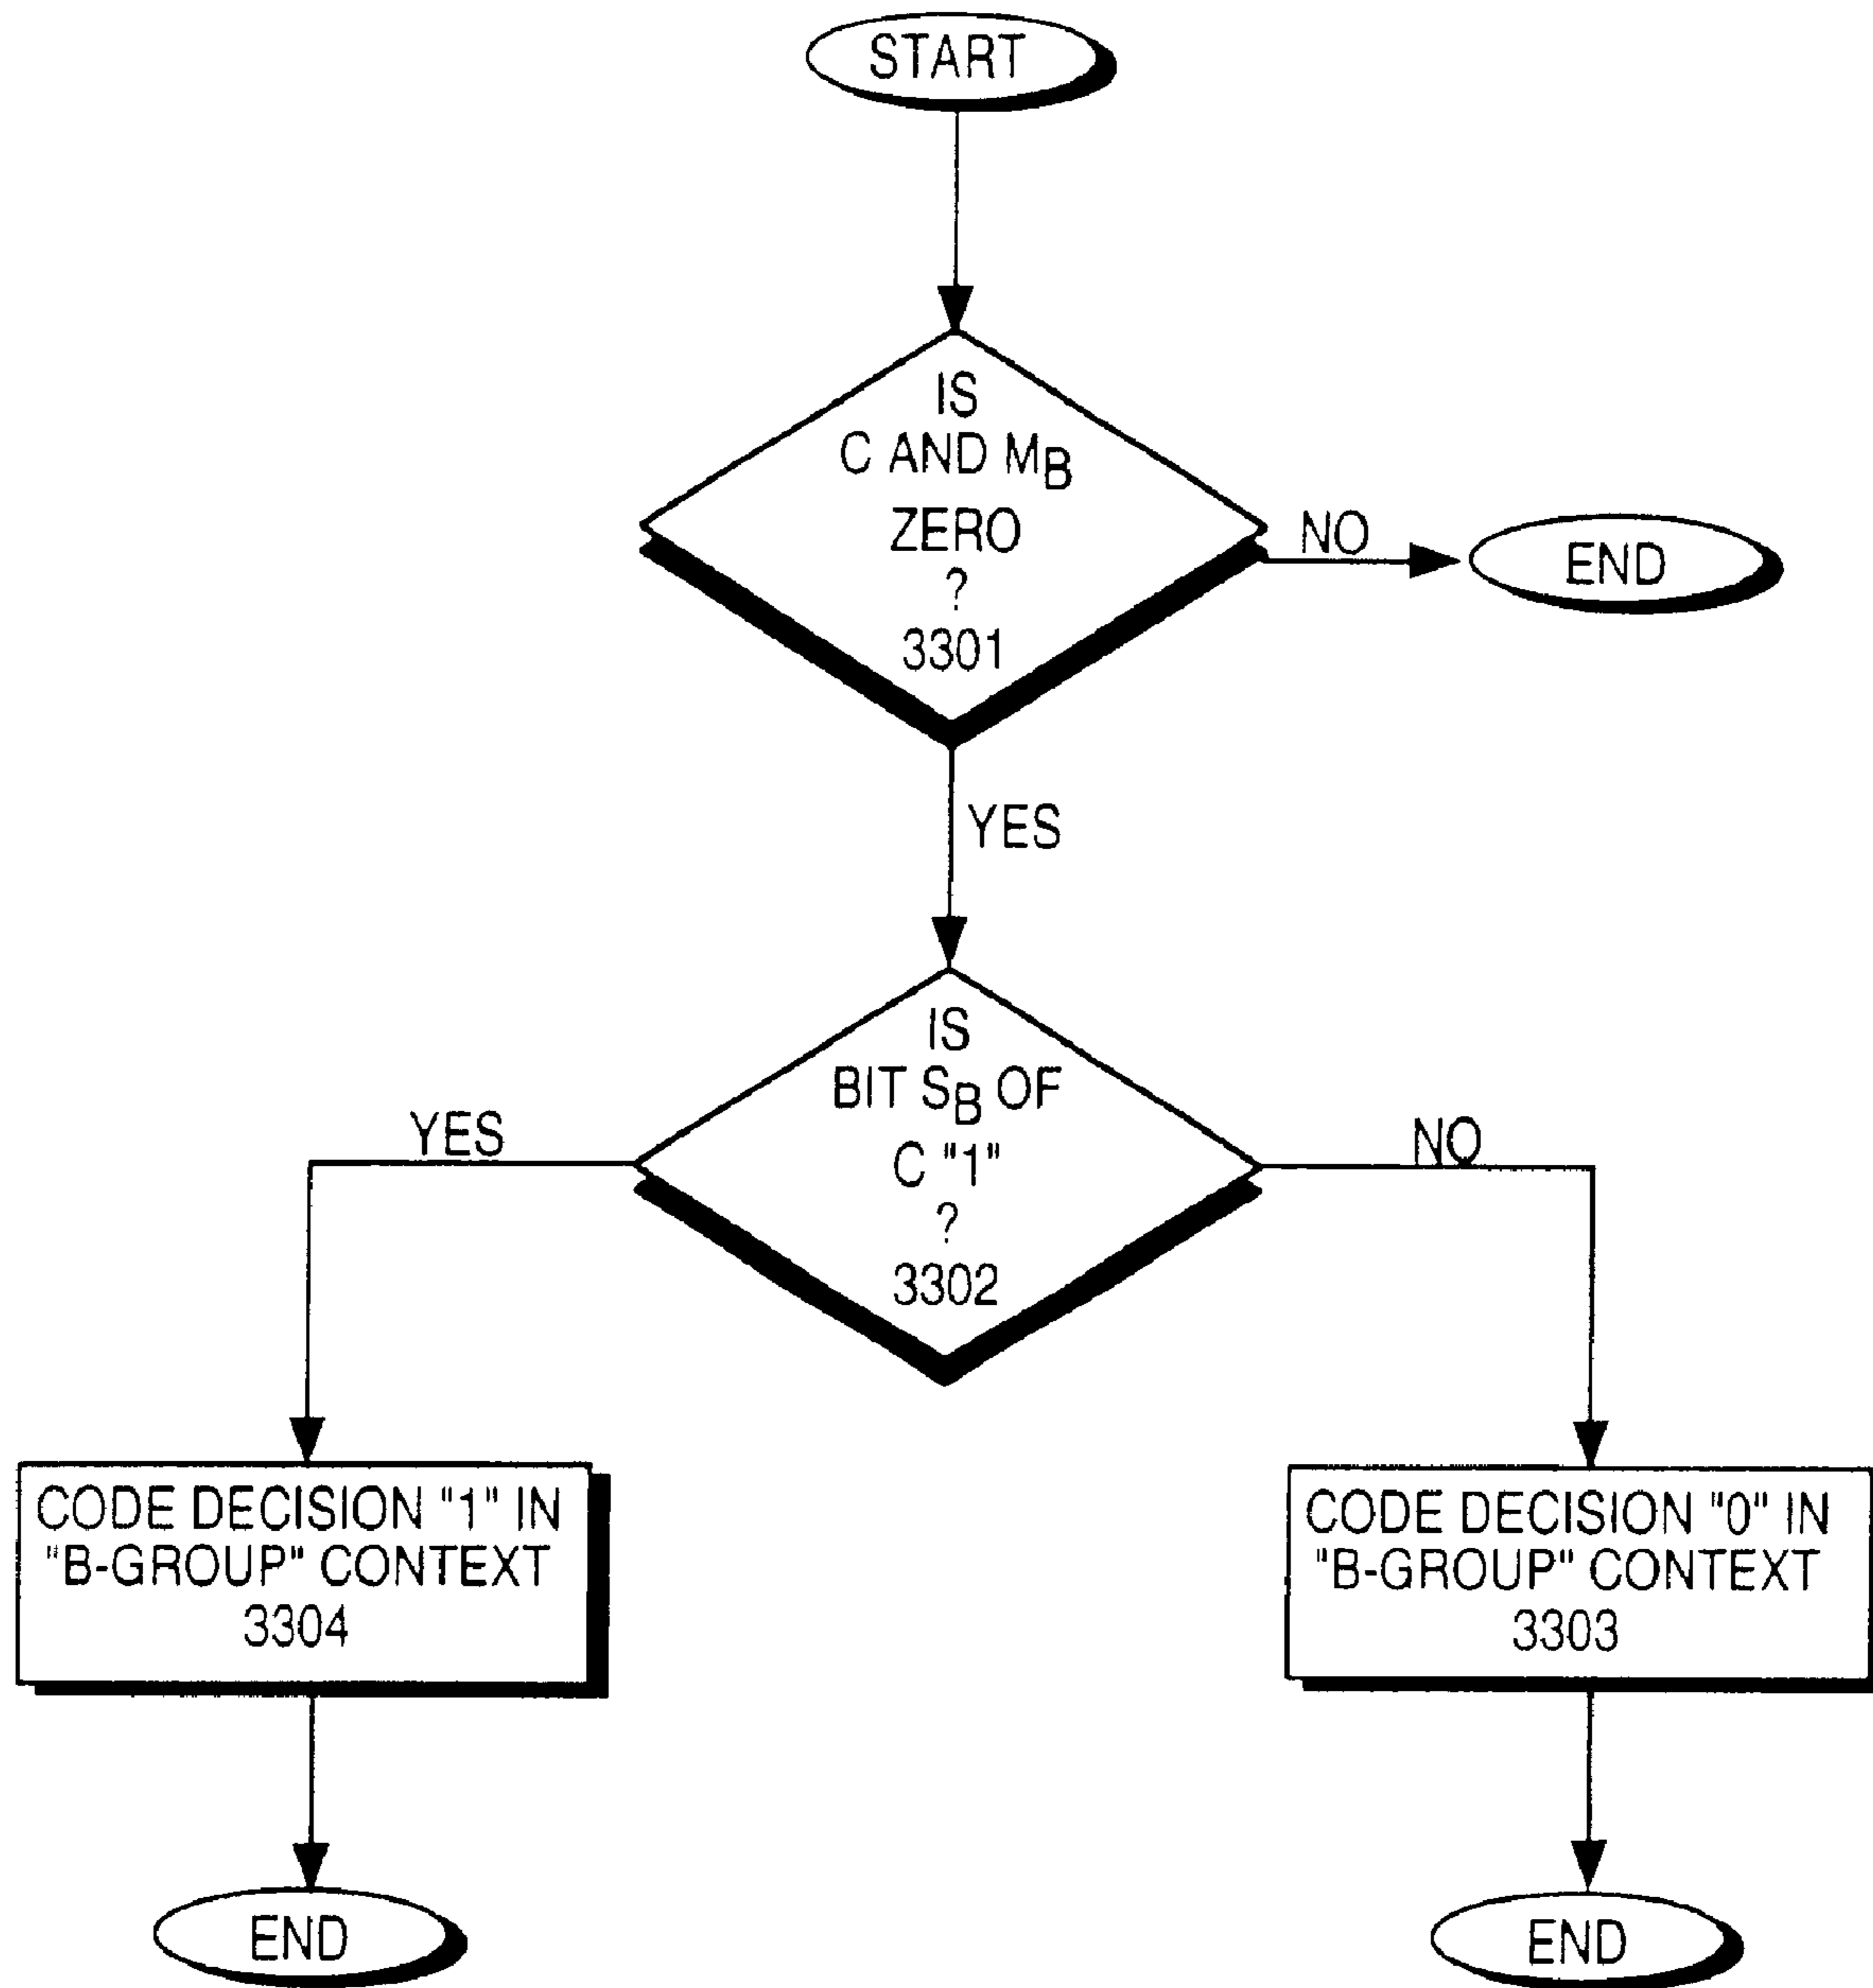 START
IS
C AND MB
ZERO
?
3301
NO
END
YES
IS
BIT SB OF
C "1"
?
3302
YES
NO
CODE DECISION "1" IN
"B-GROUP" CONTEXT
3304
CODE DECISION "0" IN
"B-GROUP" CONTEXT
3303
END
END